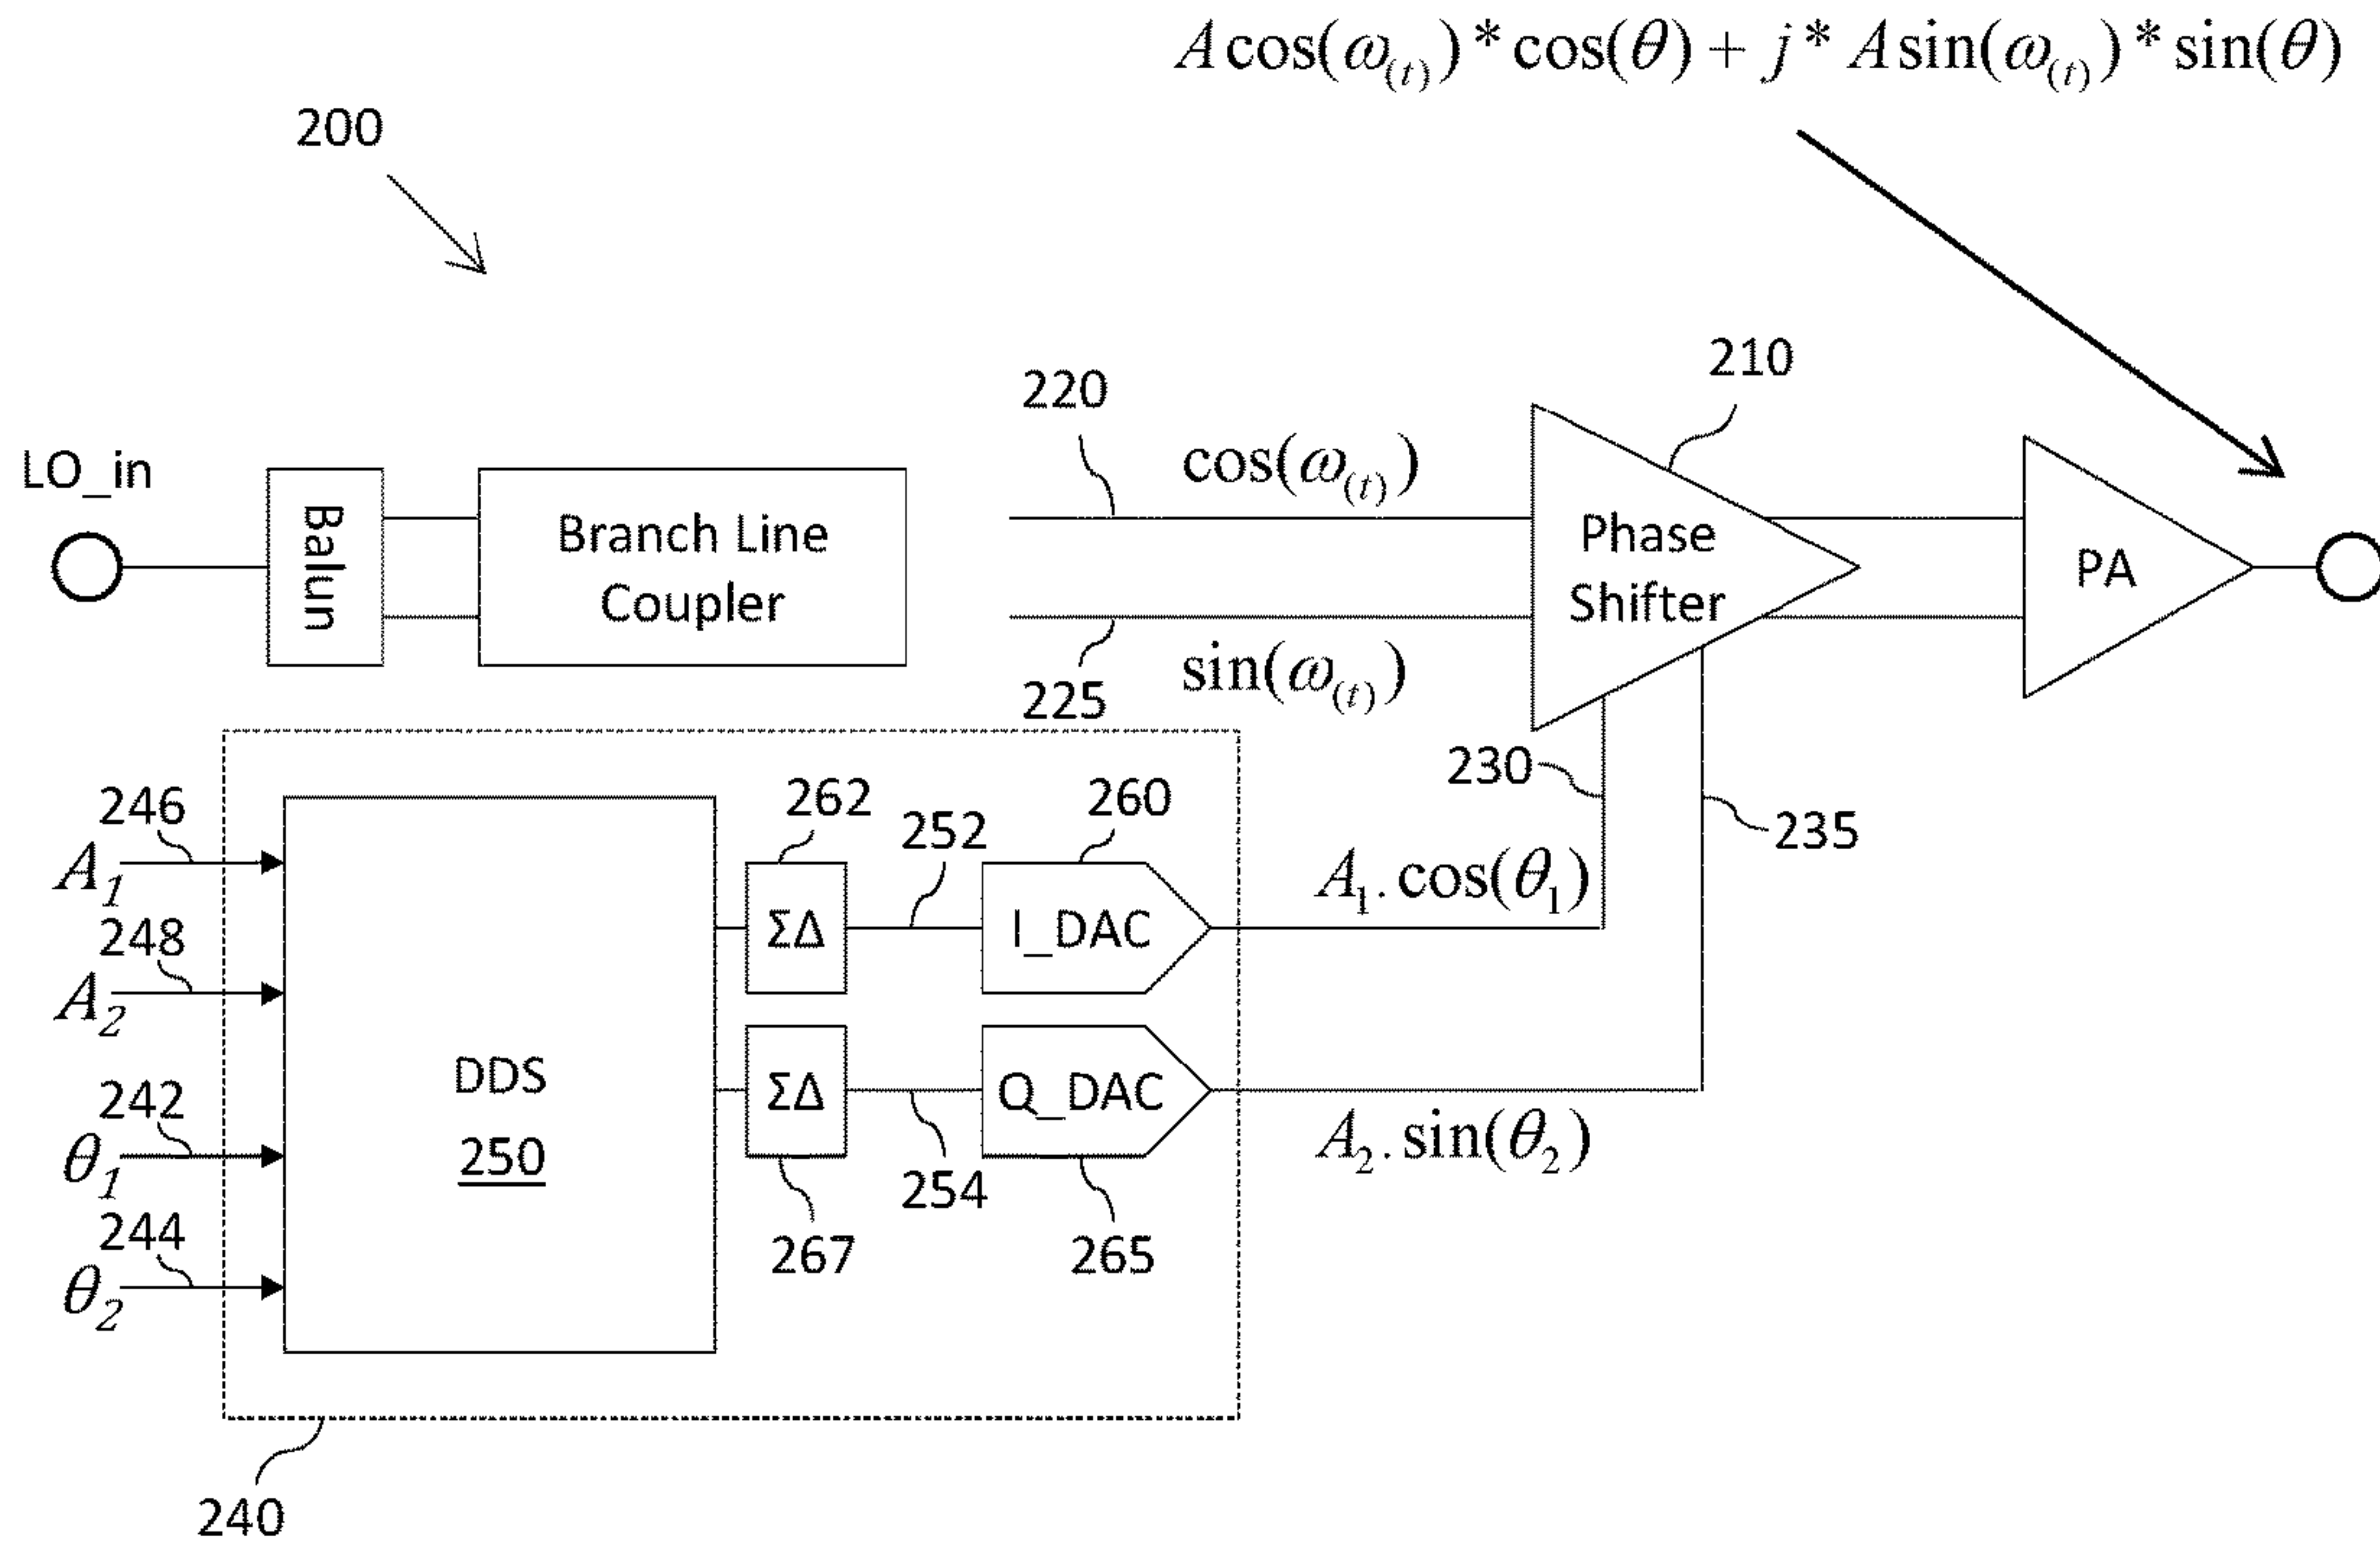 A cos(ω(t)) * cos(θ) + j * A sin(ω(t)) * sin(θ)
200
210
220
LO_in
cos(ω(t))
Balun
Branch Line
Coupler
Phase
Shifter
PA
sin(ω(t))
225
230
235
246
A1
262
252
260
A1.cos(θ1)
ΣΔ
I_DAC
248
A2
DDS
250
ΣΔ
Q_DAC
242
θ1
254
A2.sin(θ2)
244
θ2
267
265
240